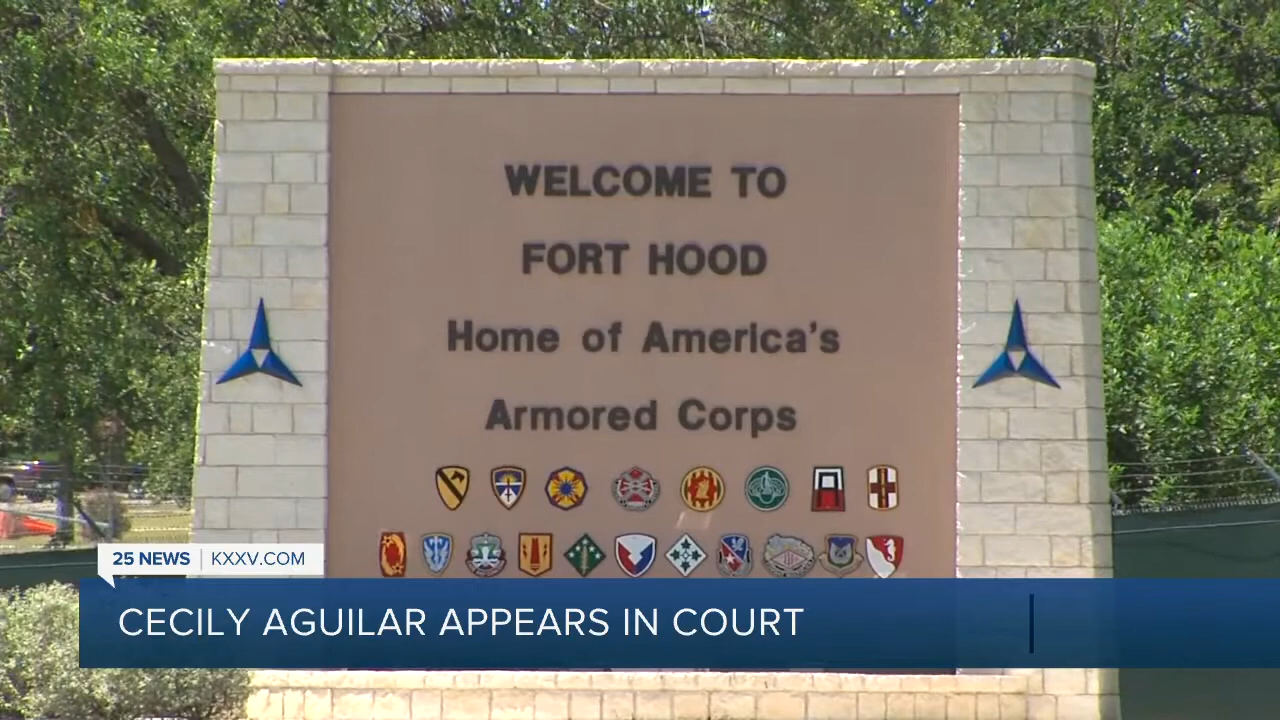 WELCOME TO
FORT HOOD
Home of America's
Armored Corps
25 NEWS | KXXV.COM
CECILY AGUILAR APPEARS IN COURT